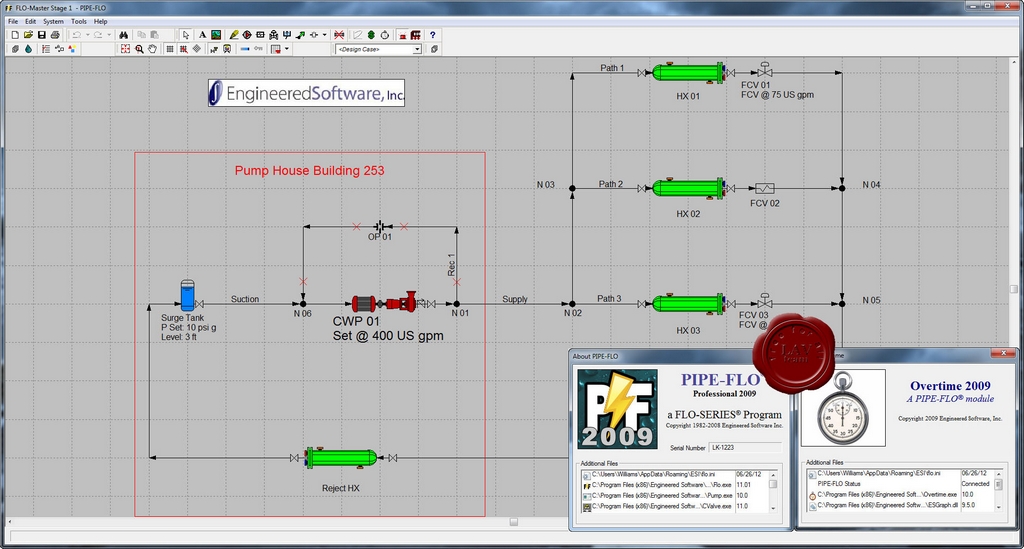 FLO-Master Stage 1 - PIPE-FLO
File Edit System Tools Help
<Design Case>
EngineeredSoftware, Inc.
Path 1
HX 01
FCV 01
FCV @ 75 US gpm
Pump House Building 253
N 03
Path 2
HX 02
FCV 02
N 04
OP 01
Rec 1
Surge Tank
P Set: 10 psi g
Level: 3 ft
Suction
N 06
CWP 01
Set @ 400 US gpm
N 01
Supply
N 02
Path 3
HX 03
FCV 03
FCV @
N 05
Reject HX
About PIPE-FLO
PF
2009
PIPE-FLO
Professional 2009
a FLO-SERIES® Program
Copyright 1982-2008 Engineered Software Inc.
Serial Number LK-1223
Additional Files
C:\Users\Williams\AppData\Roaming\ESI\flo.ini 06/26/12
C:\Program Files (x86)\Engineered Software\...\Flo.exe 11.01
C:\Program Files (x86)\Engineered Softw...\Pump.exe 10.0
C:\Program Files (x86)\Engineered Softw...\CValve.exe 11.0
Overtime 2009
A PIPE-FLO® module
Copyright 2009 Engineered Software, Inc.
Additional Files
C:\Users\Williams\AppData\Roaming\ESI\flo.ini 06/26/12
PIPE-FLO Status Connected
C:\Program Files (x86)\Engineered Soft...\Overtime.exe 10.0
C:\Program Files (x86)\Engineered Softw...\ESGraph.dll 9.5.0